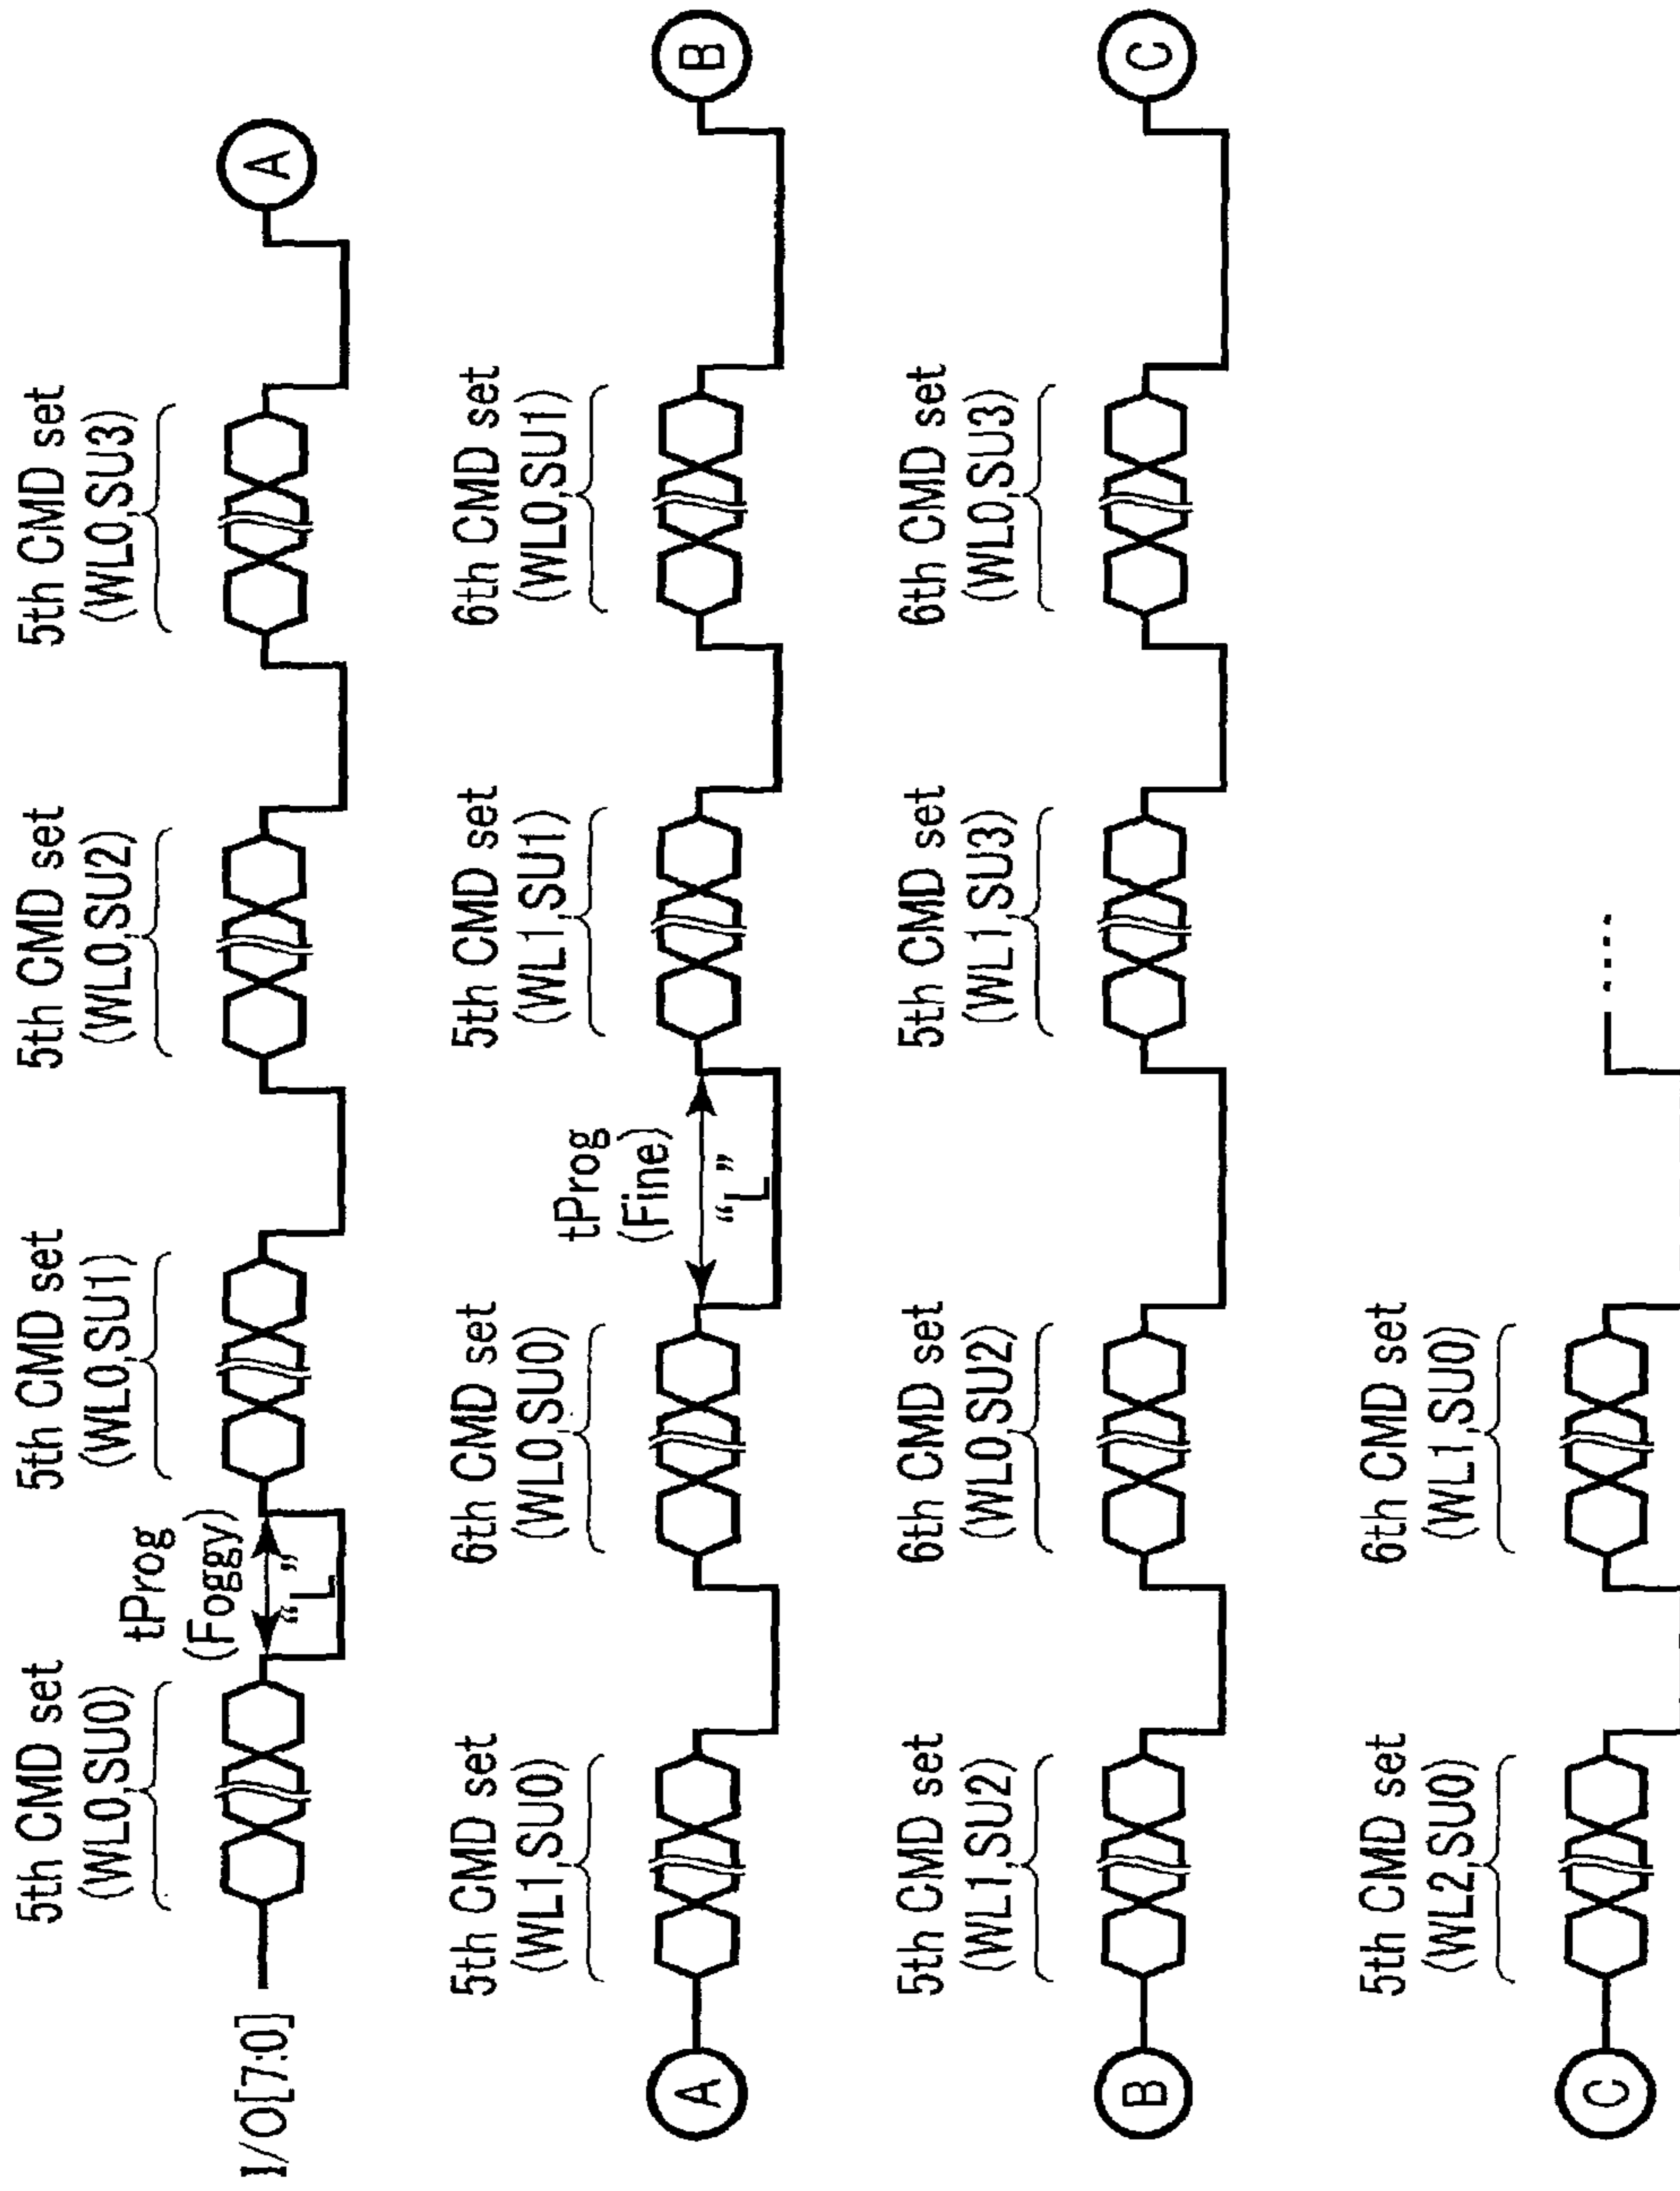 5th CMD set
(WL0,SU0)
tProg
(Foggy)
5th CMD set
(WL0,SU1)
5th CMD set
(WL0,SU2)
5th CMD set
(WL0,SU3)
I/O[7:0]
“L”
A
5th CMD set
(WL1,SU0)
6th CMD set
(WL0,SU0)
tProg
(Fine)
5th CMD set
(WL1,SU1)
6th CMD set
(WL0,SU1)
A
“L”
B
5th CMD set
(WL1,SU2)
6th CMD set
(WL0,SU2)
5th CMD set
(WL1,SU3)
6th CMD set
(WL0,SU3)
B
C
5th CMD set
(WL2,SU0)
6th CMD set
(WL1,SU0)
C